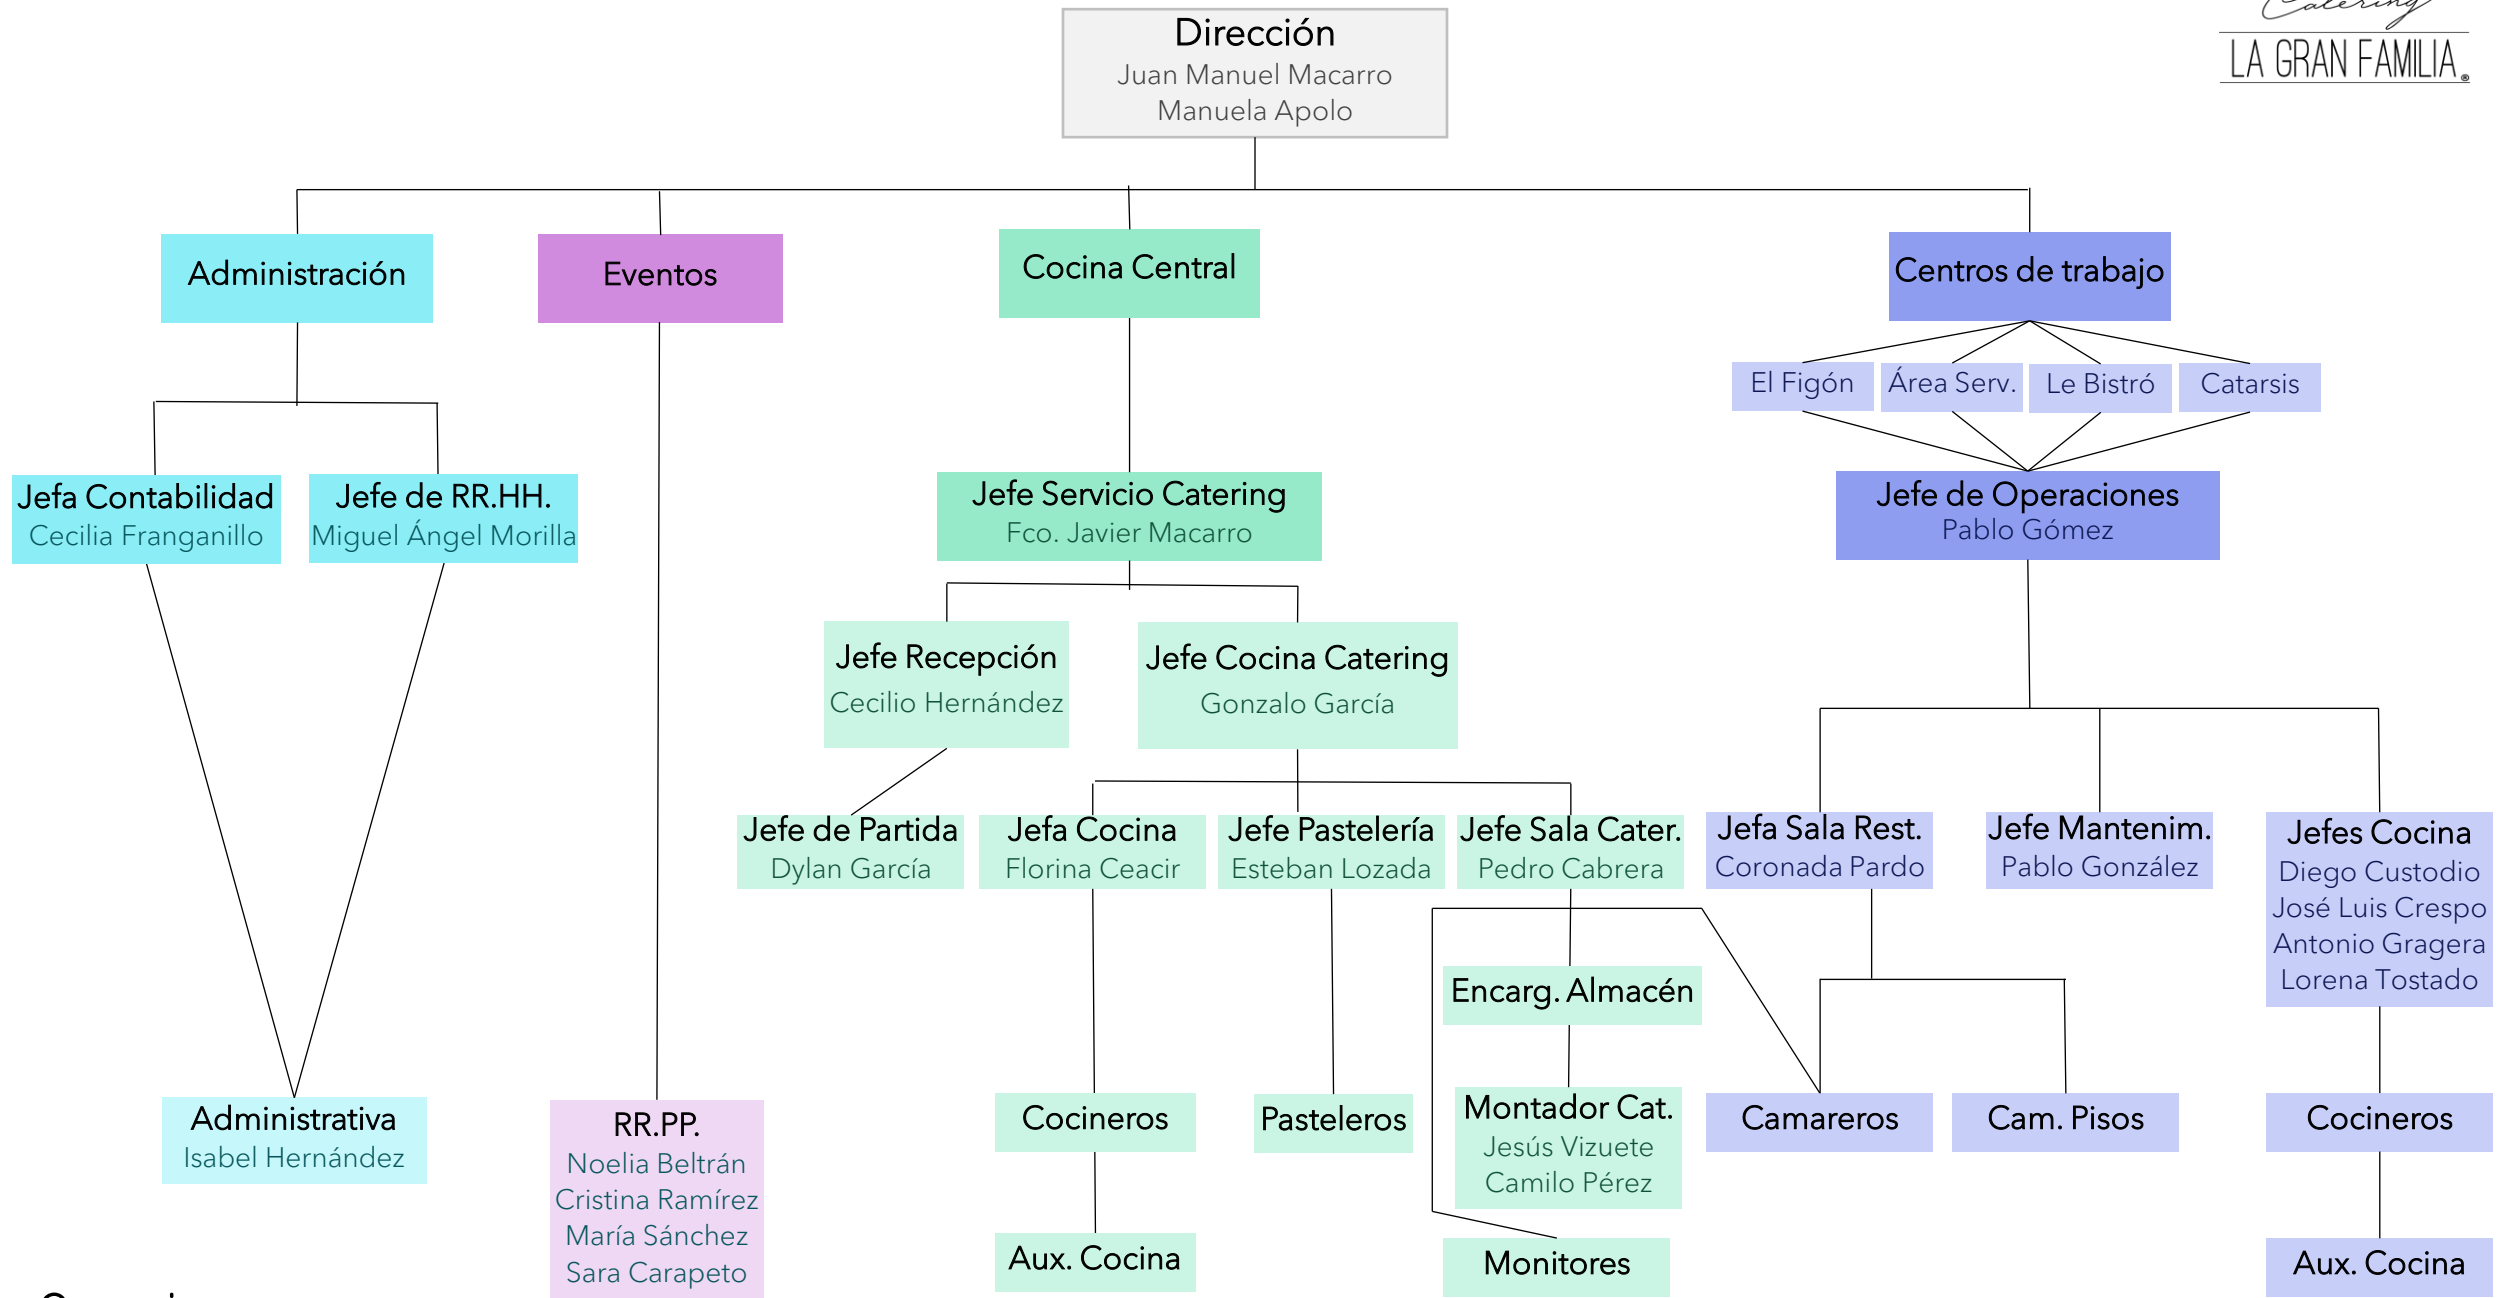 Catering
LA GRAN FAMILIA®
Dirección
Juan Manuel Macarro
Manuela Apolo
Administración
Eventos
Cocina Central
Centros de trabajo
El Figón
Área Serv.
Le Bistró
Catarsis
Jefa Contabilidad
Cecilia Franganillo
Jefe de RR.HH.
Miguel Ángel Morilla
Jefe Servicio Catering
Fco. Javier Macarro
Jefe de Operaciones
Pablo Gómez
Jefe Recepción
Cecilio Hernández
Jefe Cocina Catering
Gonzalo García
Jefe de Partida
Dylan García
Jefa Cocina
Florina Ceacir
Jefe Pastelería
Esteban Lozada
Jefe Sala Cater.
Pedro Cabrera
Jefa Sala Rest.
Coronada Pardo
Jefe Mantenim.
Pablo González
Jefes Cocina
Diego Custodio
José Luis Crespo
Antonio Gragera
Lorena Tostado
Encarg. Almacén
Administrativa
Isabel Hernández
RR.PP.
Noelia Beltrán
Cristina Ramírez
María Sánchez
Sara Carapeto
Cocineros
Pasteleros
Montador Cat.
Jesús Vizuete
Camilo Pérez
Camareros
Cam. Pisos
Cocineros
Aux. Cocina
Monitores
Aux. Cocina